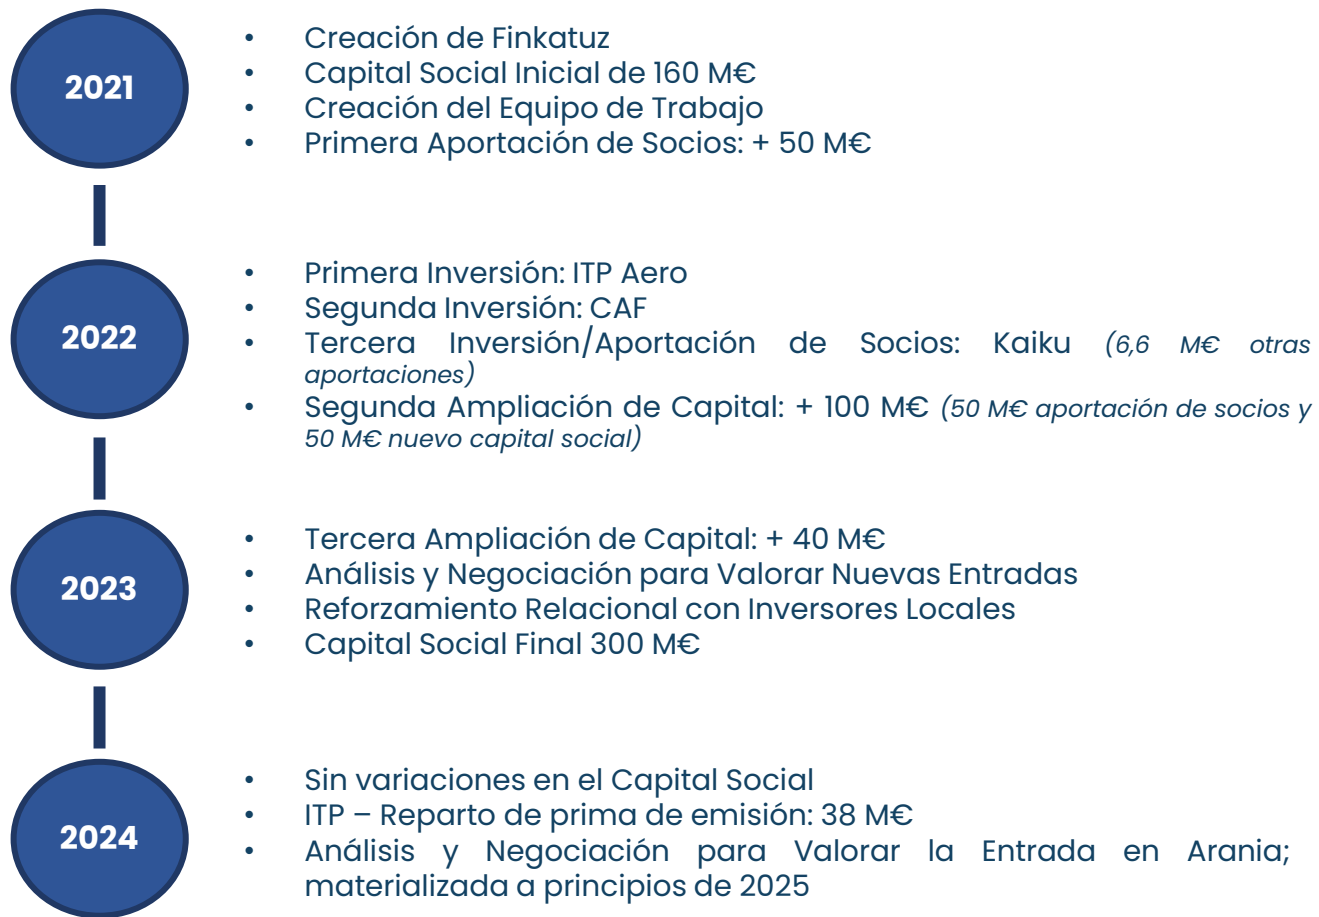 2021
• Creación de Finkatuz
• Capital Social Inicial de 160 M€
• Creación del Equipo de Trabajo
• Primera Aportación de Socios: + 50 M€
2022
• Primera Inversión: ITP Aero
• Segunda Inversión: CAF
• Tercera Inversión/Aportación de Socios: Kaiku (6,6 M€ otras
aportaciones)
• Segunda Ampliación de Capital: + 100 M€ (50 M€ aportación de socios y
50 M€ nuevo capital social)
2023
• Tercera Ampliación de Capital: + 40 M€
• Análisis y Negociación para Valorar Nuevas Entradas
• Reforzamiento Relacional con Inversores Locales
• Capital Social Final 300 M€
2024
• Sin variaciones en el Capital Social
• ITP – Reparto de prima de emisión: 38 M€
• Análisis y Negociación para Valorar la Entrada en Arania;
materializada a principios de 2025